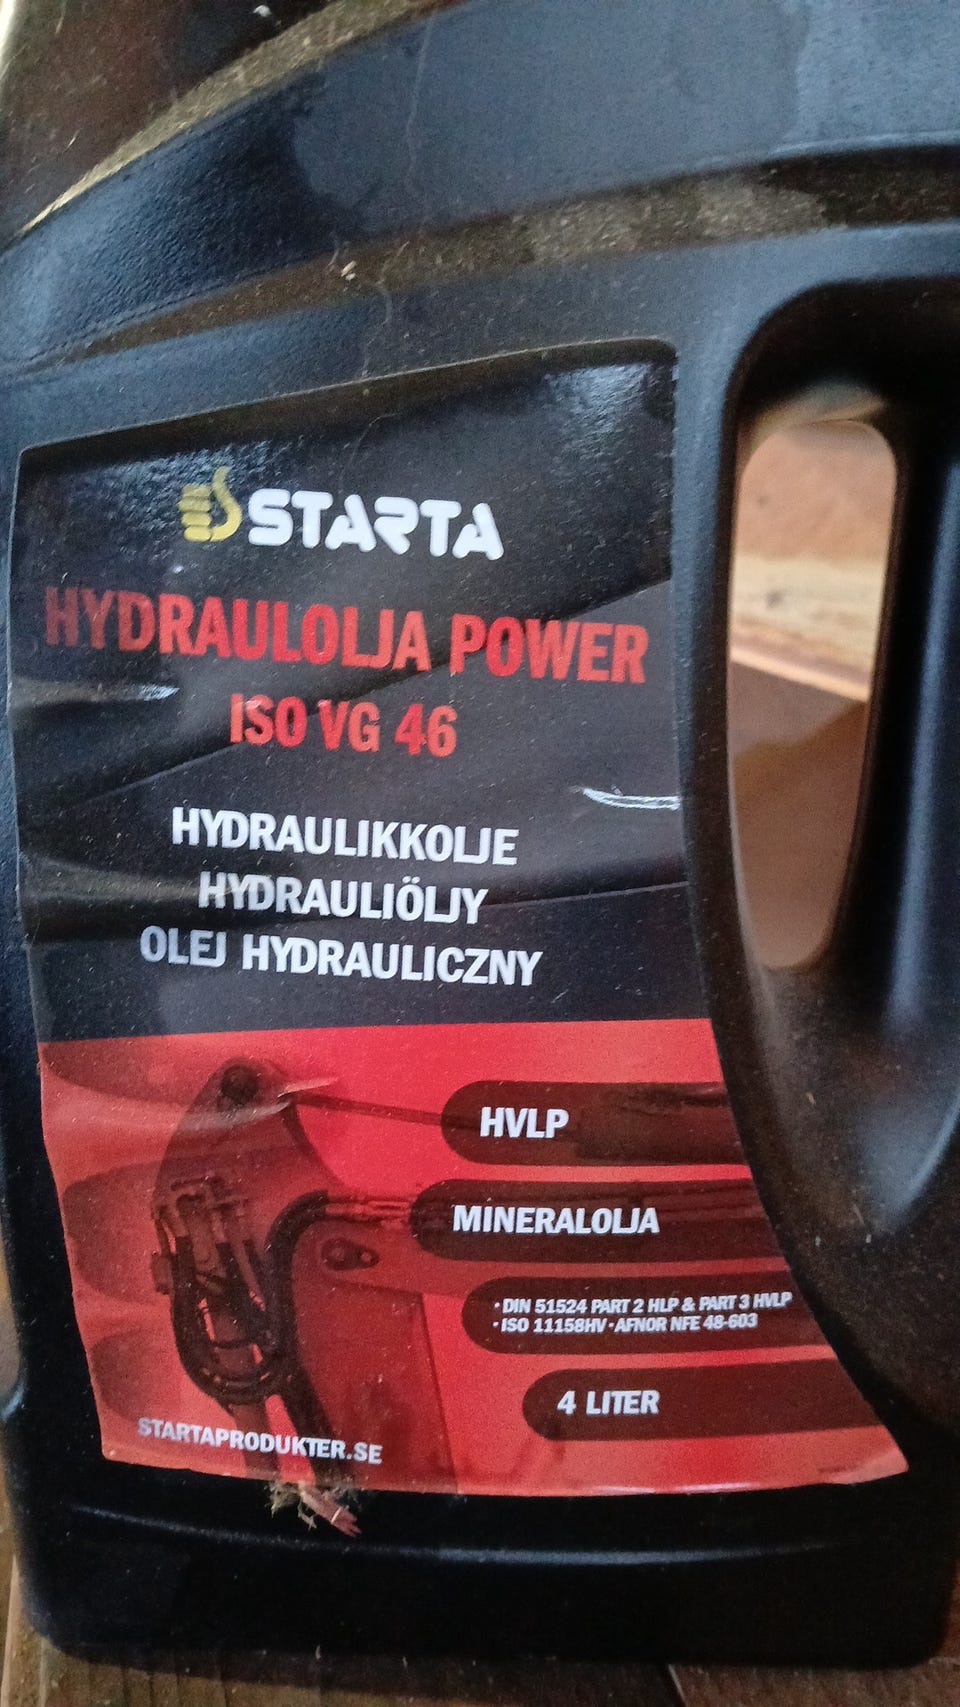 STARTA
HYDRAULOLJA POWER
ISO VG 46
HYDRAULIKKOLJE
HYDRAULIÖLJY
OLEJ HYDRAULICZNY
HVLP
MINERALOLJA
• DIN 51524 PART 2 HLP & PART 3 HVLP
• ISO 11158HV • AFNOR NFE 48-603
4 LITER
STARTAPRODUKTER.SE